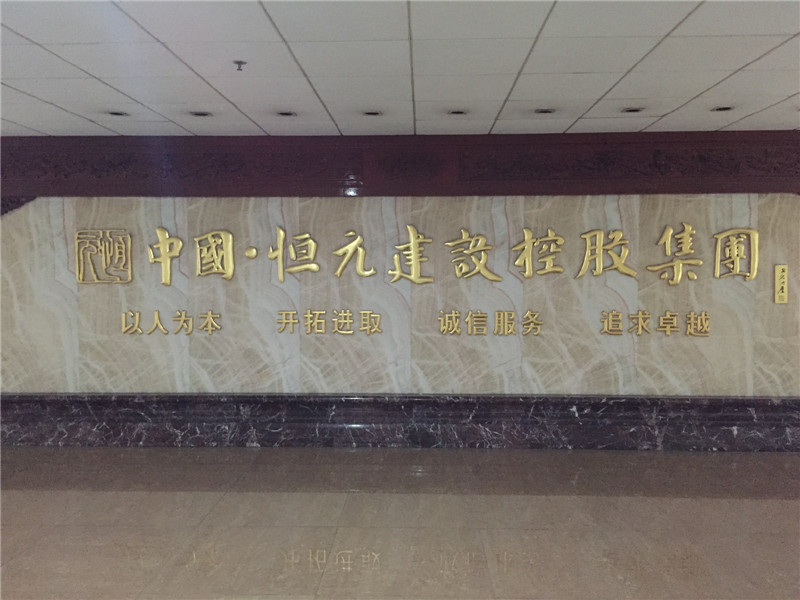 中國·恒元建設控股集團
以人为本 开拓进取 诚信服务 追求卓越